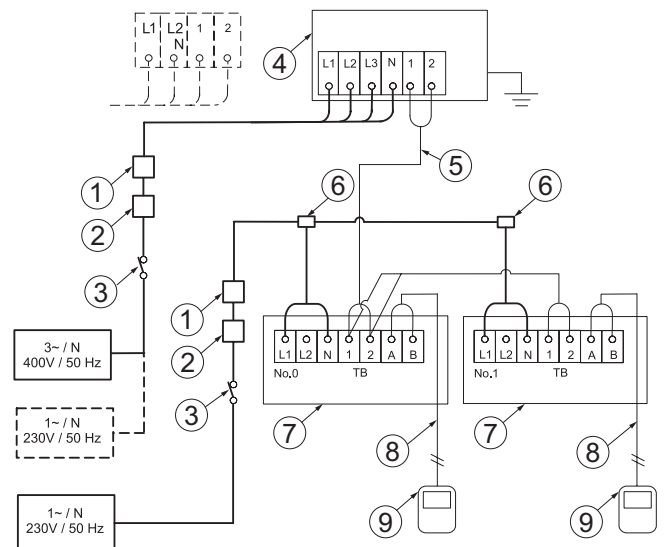 L1 L2 N 1 2
4
L1 L2 L3 N 1 2
1
5
6 6
2
3
1
2
3~ / N
400V / 50 Hz
L1 L2 N 1 2 A B
No.0 TB
L1 L2 N 1 2 A B
No.1 TB
3
1~ / N
230V / 50 Hz
7 8 7 8
1~ / N
230V / 50 Hz
9 9